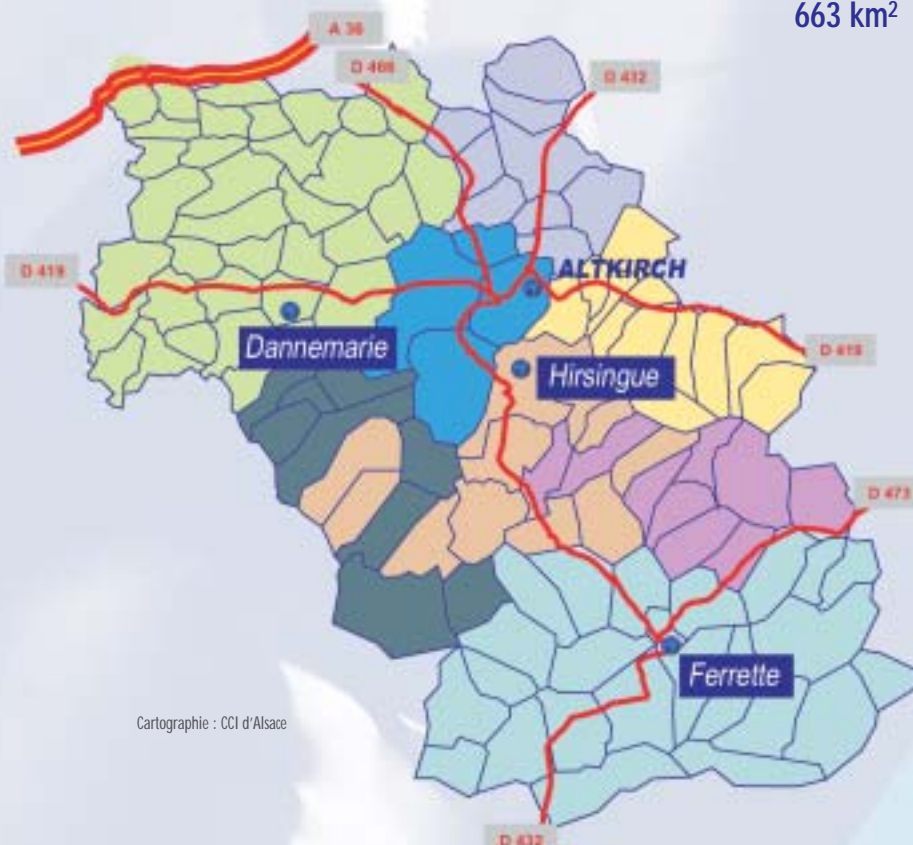 663 km²
A 36
D 466
D 432
D 419
ALTKIRCH
Dannemarie
Hirsingue
D 419
D 473
Ferrette
Cartographie : CCI d'Alsace
D 432